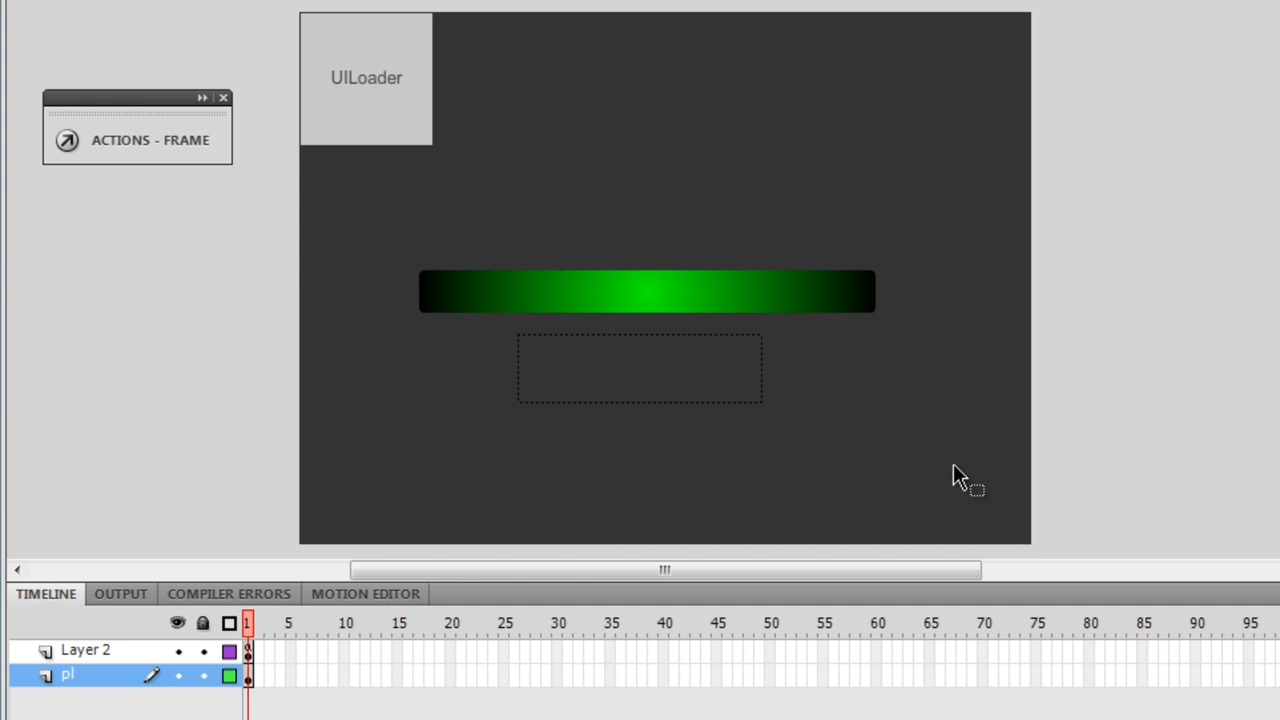 UILoader
ACTIONS - FRAME
TIMELINE OUTPUT COMPILER ERRORS MOTION EDITOR
1 5 10 15 20 25 30 35 40 45 50 55 60 65 70 75 80 85 90 95
Layer 2
pl